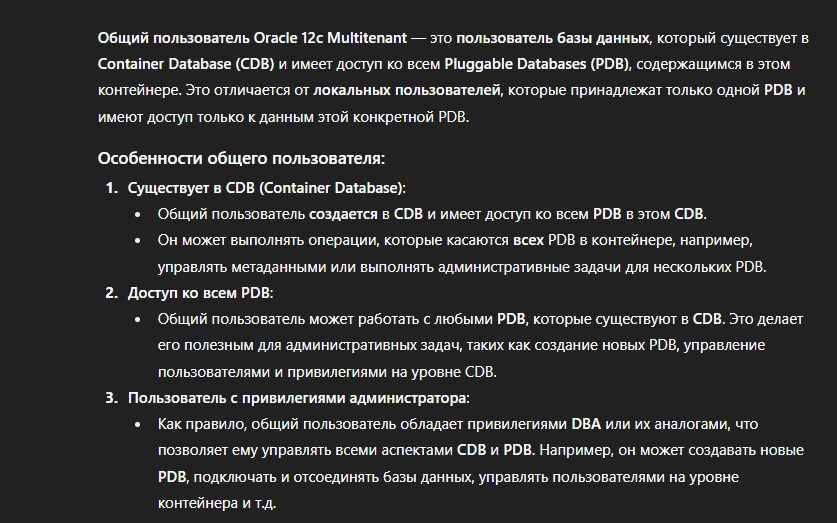 Общий пользователь Oracle 12c Multitenant — это пользователь базы данных, который существует в
Container Database (CDB) и имеет доступ ко всем Pluggable Databases (PDB), содержащимся в этом
контейнере. Это отличается от локальных пользователей, которые принадлежат только одной PDB и
имеют доступ только к данным этой конкретной PDB.
Особенности общего пользователя:
1. Существует в CDB (Container Database):
• Общий пользователь создается в CDB и имеет доступ ко всем PDB в этом CDB.
• Он может выполнять операции, которые касаются всех PDB в контейнере, например,
управлять метаданными или выполнять административные задачи для нескольких PDB.
2. Доступ ко всем PDB:
• Общий пользователь может работать с любыми PDB, которые существуют в CDB. Это делает
его полезным для административных задач, таких как создание новых PDB, управление
пользователями и привилегиями на уровне CDB.
3. Пользователь с привилегиями администратора:
• Как правило, общий пользователь обладает привилегиями DBA или их аналогами, что
позволяет ему управлять всеми аспектами CDB и PDB. Например, он может создавать новые
PDB, подключать и отсоединять базы данных, управлять пользователями на уровне
контейнера и т.д.